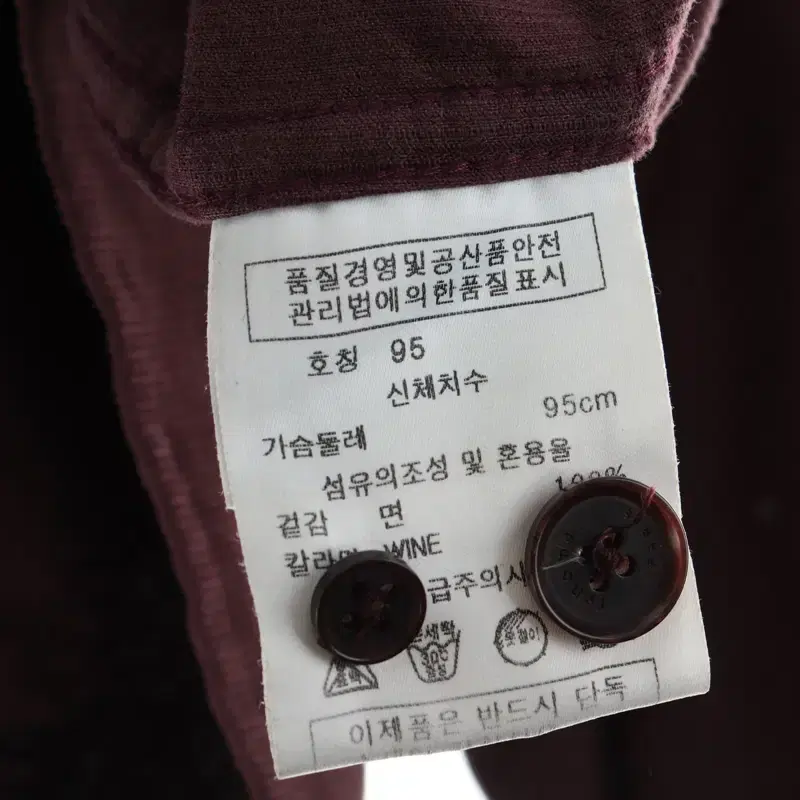 품질경영및공산품안전
관리법에의한품질표시
호칭 95
신체치수
95cm
가슴둘레
섬유의조성 및 혼용율
100%
겉감 면
WINE
급주의사
30℃
이제품은 반드시 단독